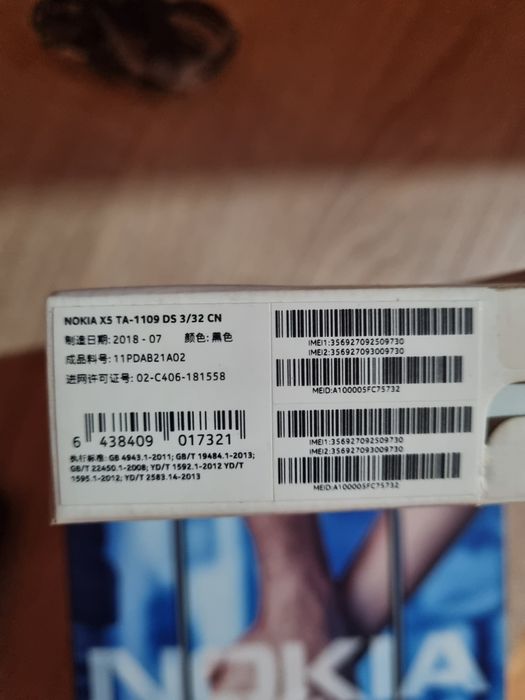 NOKIA X5 TA-1109 DS 3/32 CN
制造日期: 2018 - 07 颜色: 黑色
成品料号: 11PDAB21A02
进网许可证号: 02-C406-181558
6 438409 017321
执行标准: GB 4943.1-2011; GB/T 19484.1-2013;
GB/T 22450.1-2008; YD/T 1592.1-2012 YD/T
1595.1-2012; YD/T 2583.14-2013
IMEI1:356927092509730
IMEI2:356927093009730
MEID:A100005FC75732
IMEI1:356927092509730
IMEI2:356927093009730
MEID:A100005FC75732
NOKIA